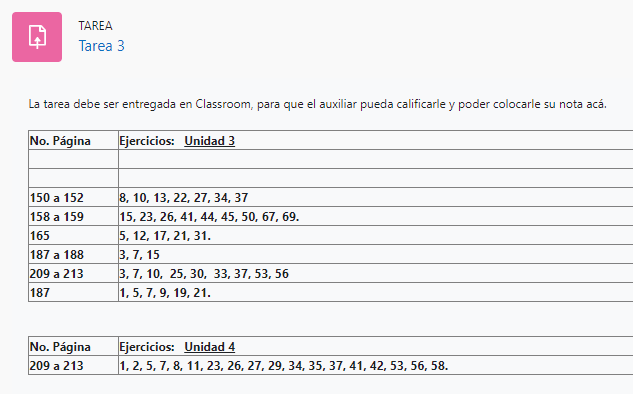 TAREA
Tarea 3
La tarea debe ser entregada en Classroom, para que el auxiliar pueda calificarle y poder colocarle su nota acá.
No. Página Ejercicios: Unidad 3
150 a 152 8, 10, 13, 22, 27, 34, 37
158 a 159 15, 23, 26, 41, 44, 45, 50, 67, 69.
165 5, 12, 17, 21, 31.
187 a 188 3, 7, 15
209 a 213 3, 7, 10, 25, 30, 33, 37, 53, 56
187 1, 5, 7, 9, 19, 21.
No. Página Ejercicios: Unidad 4
209 a 213 1, 2, 5, 7, 8, 11, 23, 26, 27, 29, 34, 35, 37, 41, 42, 53, 56, 58.